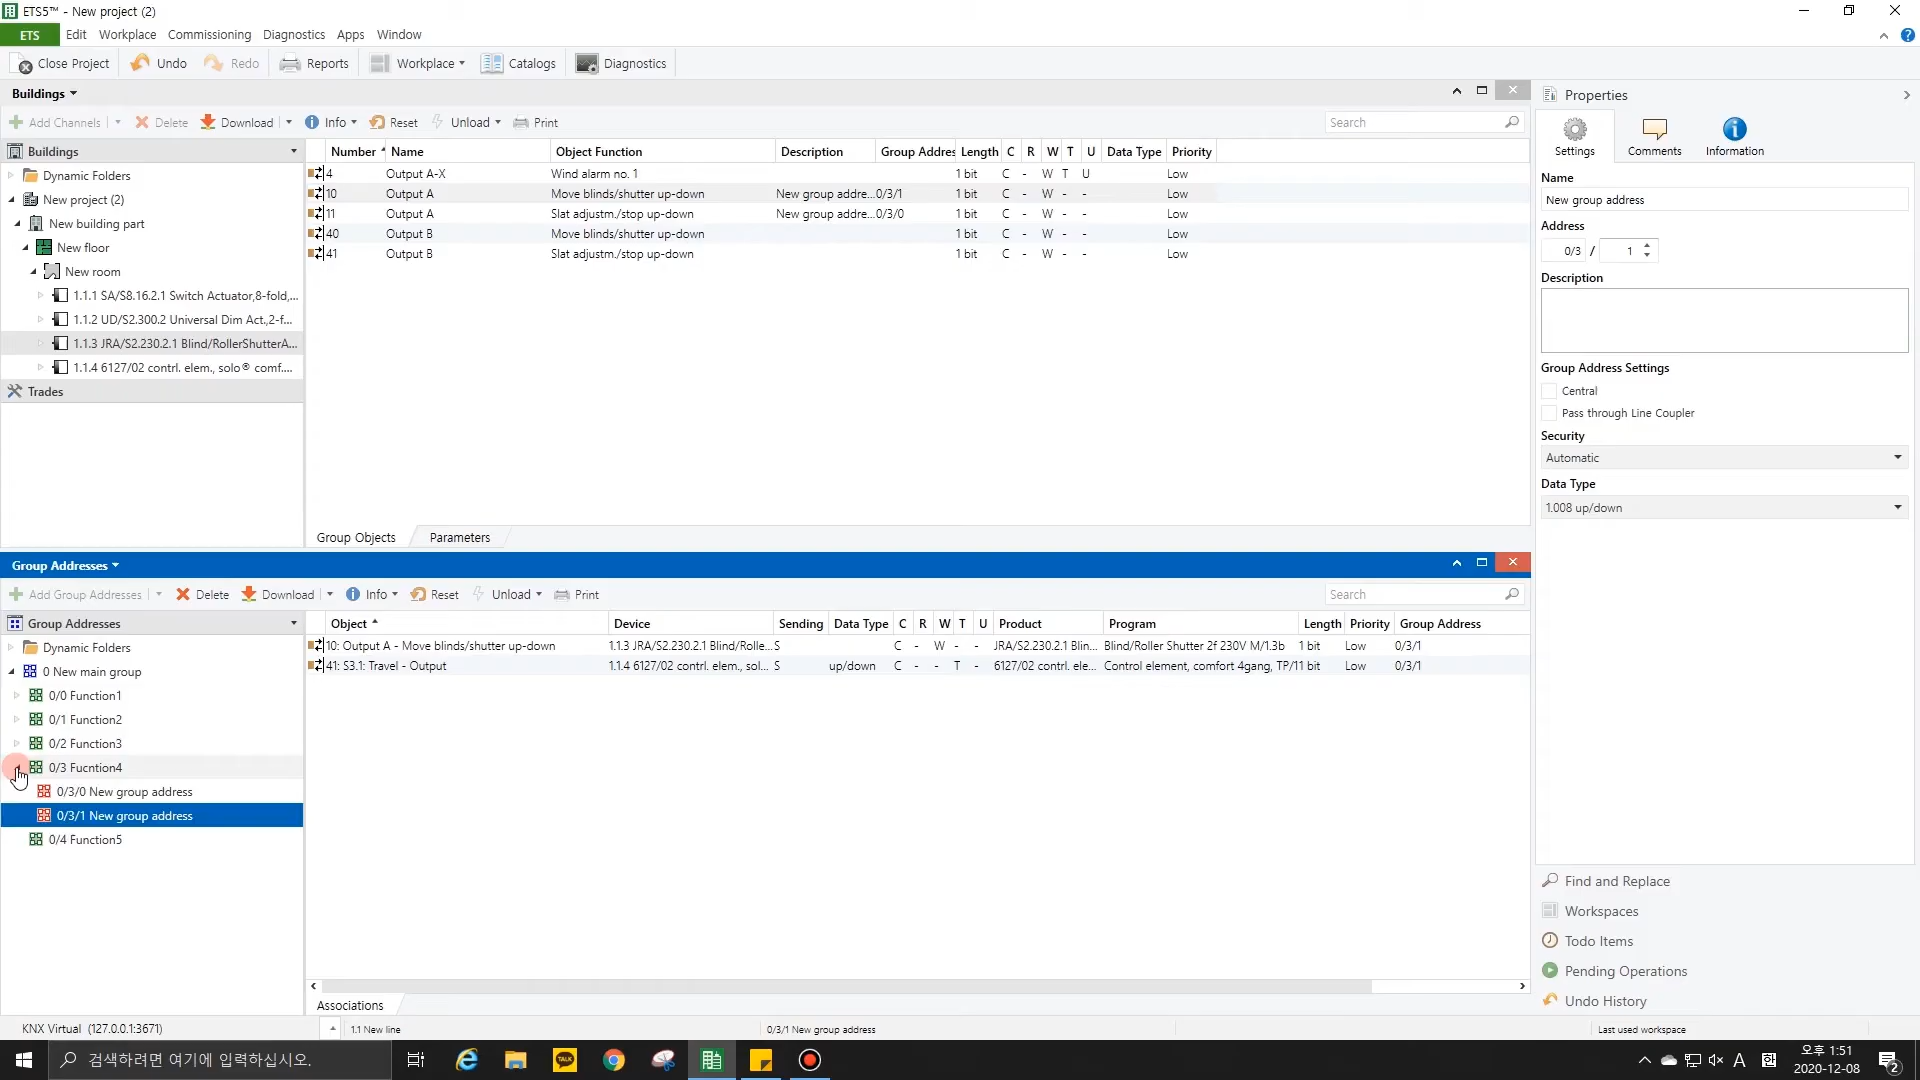 ETS5™ - New project (2)
ETS Edit Workplace Commissioning Diagnostics Apps Window
Close Project Undo Redo Reports Workplace Catalogs Diagnostics
Buildings
Add Channels Delete Download Info Reset Unload Print Search
Buildings
Dynamic Folders
New project (2)
New building part
New floor
New room
1.1.1 SA/S8.16.2.1 Switch Actuator,8-fold,...
1.1.2 UD/S2.300.2 Universal Dim Act.,2-f...
1.1.3 JRA/S2.230.2.1 Blind/RollerShutterA...
1.1.4 6127/02 contrl. elem., solo® comf....
Trades
Number Name Object Function Description Group Addres Length C R W T U Data Type Priority
4 Output A-X Wind alarm no. 1 1 bit C - W T U Low
10 Output A Move blinds/shutter up-down New group addre...0/3/1 1 bit C - W - - Low
11 Output A Slat adjustm./stop up-down New group addre...0/3/0 1 bit C - W - - Low
40 Output B Move blinds/shutter up-down 1 bit C - W - - Low
41 Output B Slat adjustm./stop up-down 1 bit C - W - - Low
Group Objects Parameters
Group Addresses
Add Group Addresses Delete Download Info Reset Unload Print Search
Group Addresses
Dynamic Folders
0 New main group
0/0 Function1
0/1 Function2
0/2 Function3
0/3 Fucntion4
0/3/0 New group address
0/3/1 New group address
0/4 Function5
Object Device Sending Data Type C R W T U Product Program Length Priority Group Address
10: Output A - Move blinds/shutter up-down 1.1.3 JRA/S2.230.2.1 Blind/Rolle... S C - W - - JRA/S2.230.2.1 Blin... Blind/Roller Shutter 2f 230V M/1.3b 1 bit Low 0/3/1
41: S3.1: Travel - Output 1.1.4 6127/02 contrl. elem., sol... S up/down C - - T - 6127/02 contrl. ele... Control element, comfort 4gang, TP/1 1 bit Low 0/3/1
Associations
Properties
Settings Comments Information
Name
New group address
Address
0/3 / 1
Description
Group Address Settings
Central
Pass through Line Coupler
Security
Automatic
Data Type
1.008 up/down
Find and Replace
Workspaces
Todo Items
Pending Operations
Undo History
KNX Virtual (127.0.0.1:3671) 1.1 New line 0/3/1 New group address Last used workspace
검색하려면 여기에 입력하십시오.
TALK
A 한
오후 1:51
2020-12-08
2